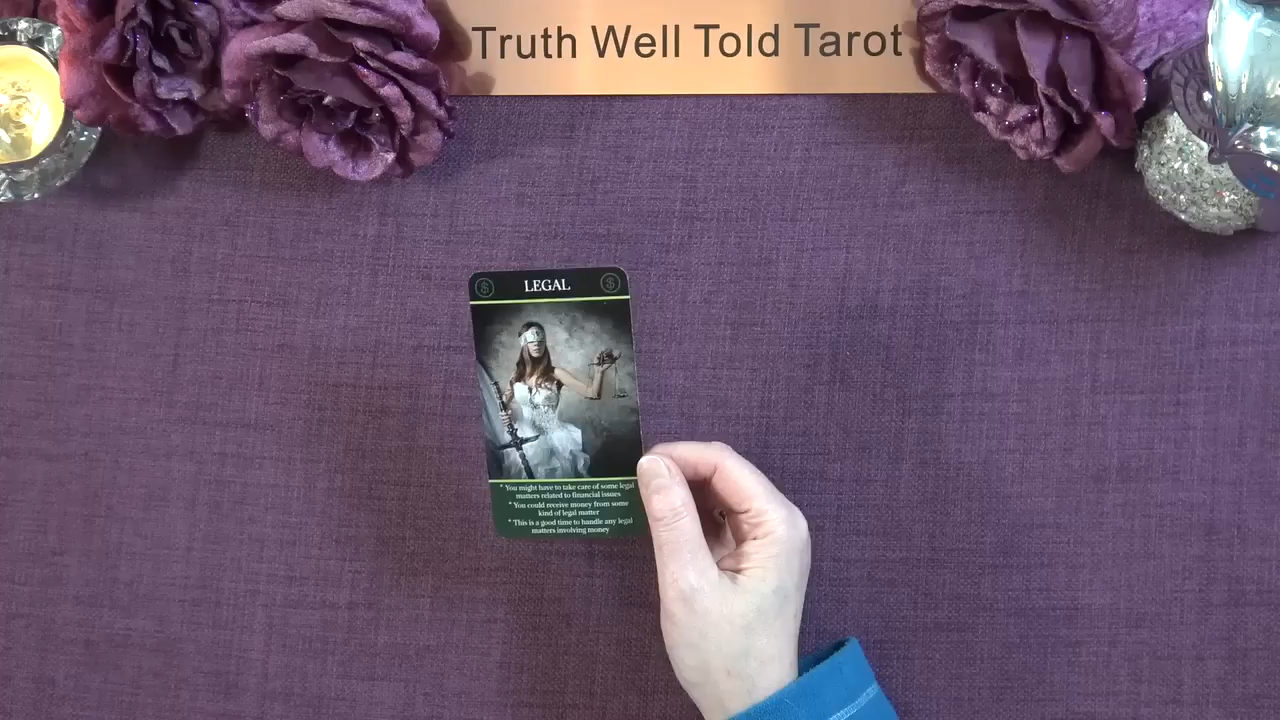 Truth Well Told Tarot
$ LEGAL $
* You might have to take care of some legal
matters related to financial issues
* You could receive money from some
kind of legal matter
* This is a good time to handle any legal
matters involving money